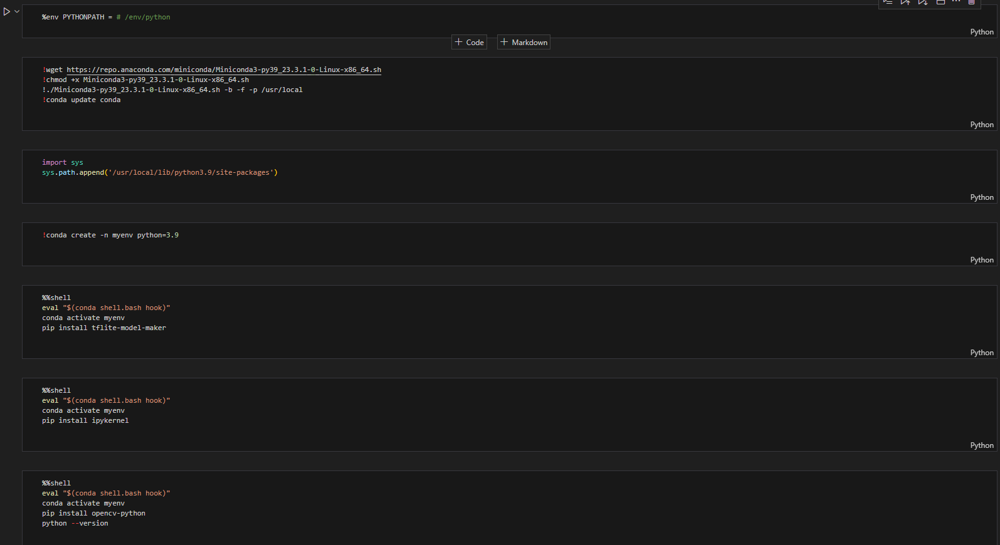 %env PYTHONPATH = # /env/python
Python
+ Code
+ Markdown
!wget https://repo.anaconda.com/miniconda/Miniconda3-py39_23.3.1-0-Linux-x86_64.sh
!chmod +x Miniconda3-py39_23.3.1-0-Linux-x86_64.sh
!./Miniconda3-py39_23.3.1-0-Linux-x86_64.sh -b -f -p /usr/local
!conda update conda
Python
import sys
sys.path.append('/usr/local/lib/python3.9/site-packages')
Python
!conda create -n myenv python=3.9
Python
%%shell
eval "$(conda shell.bash hook)"
conda activate myenv
pip install tflite-model-maker
Python
%%shell
eval "$(conda shell.bash hook)"
conda activate myenv
pip install ipykernel
Python
%%shell
eval "$(conda shell.bash hook)"
conda activate myenv
pip install opencv-python
python --version